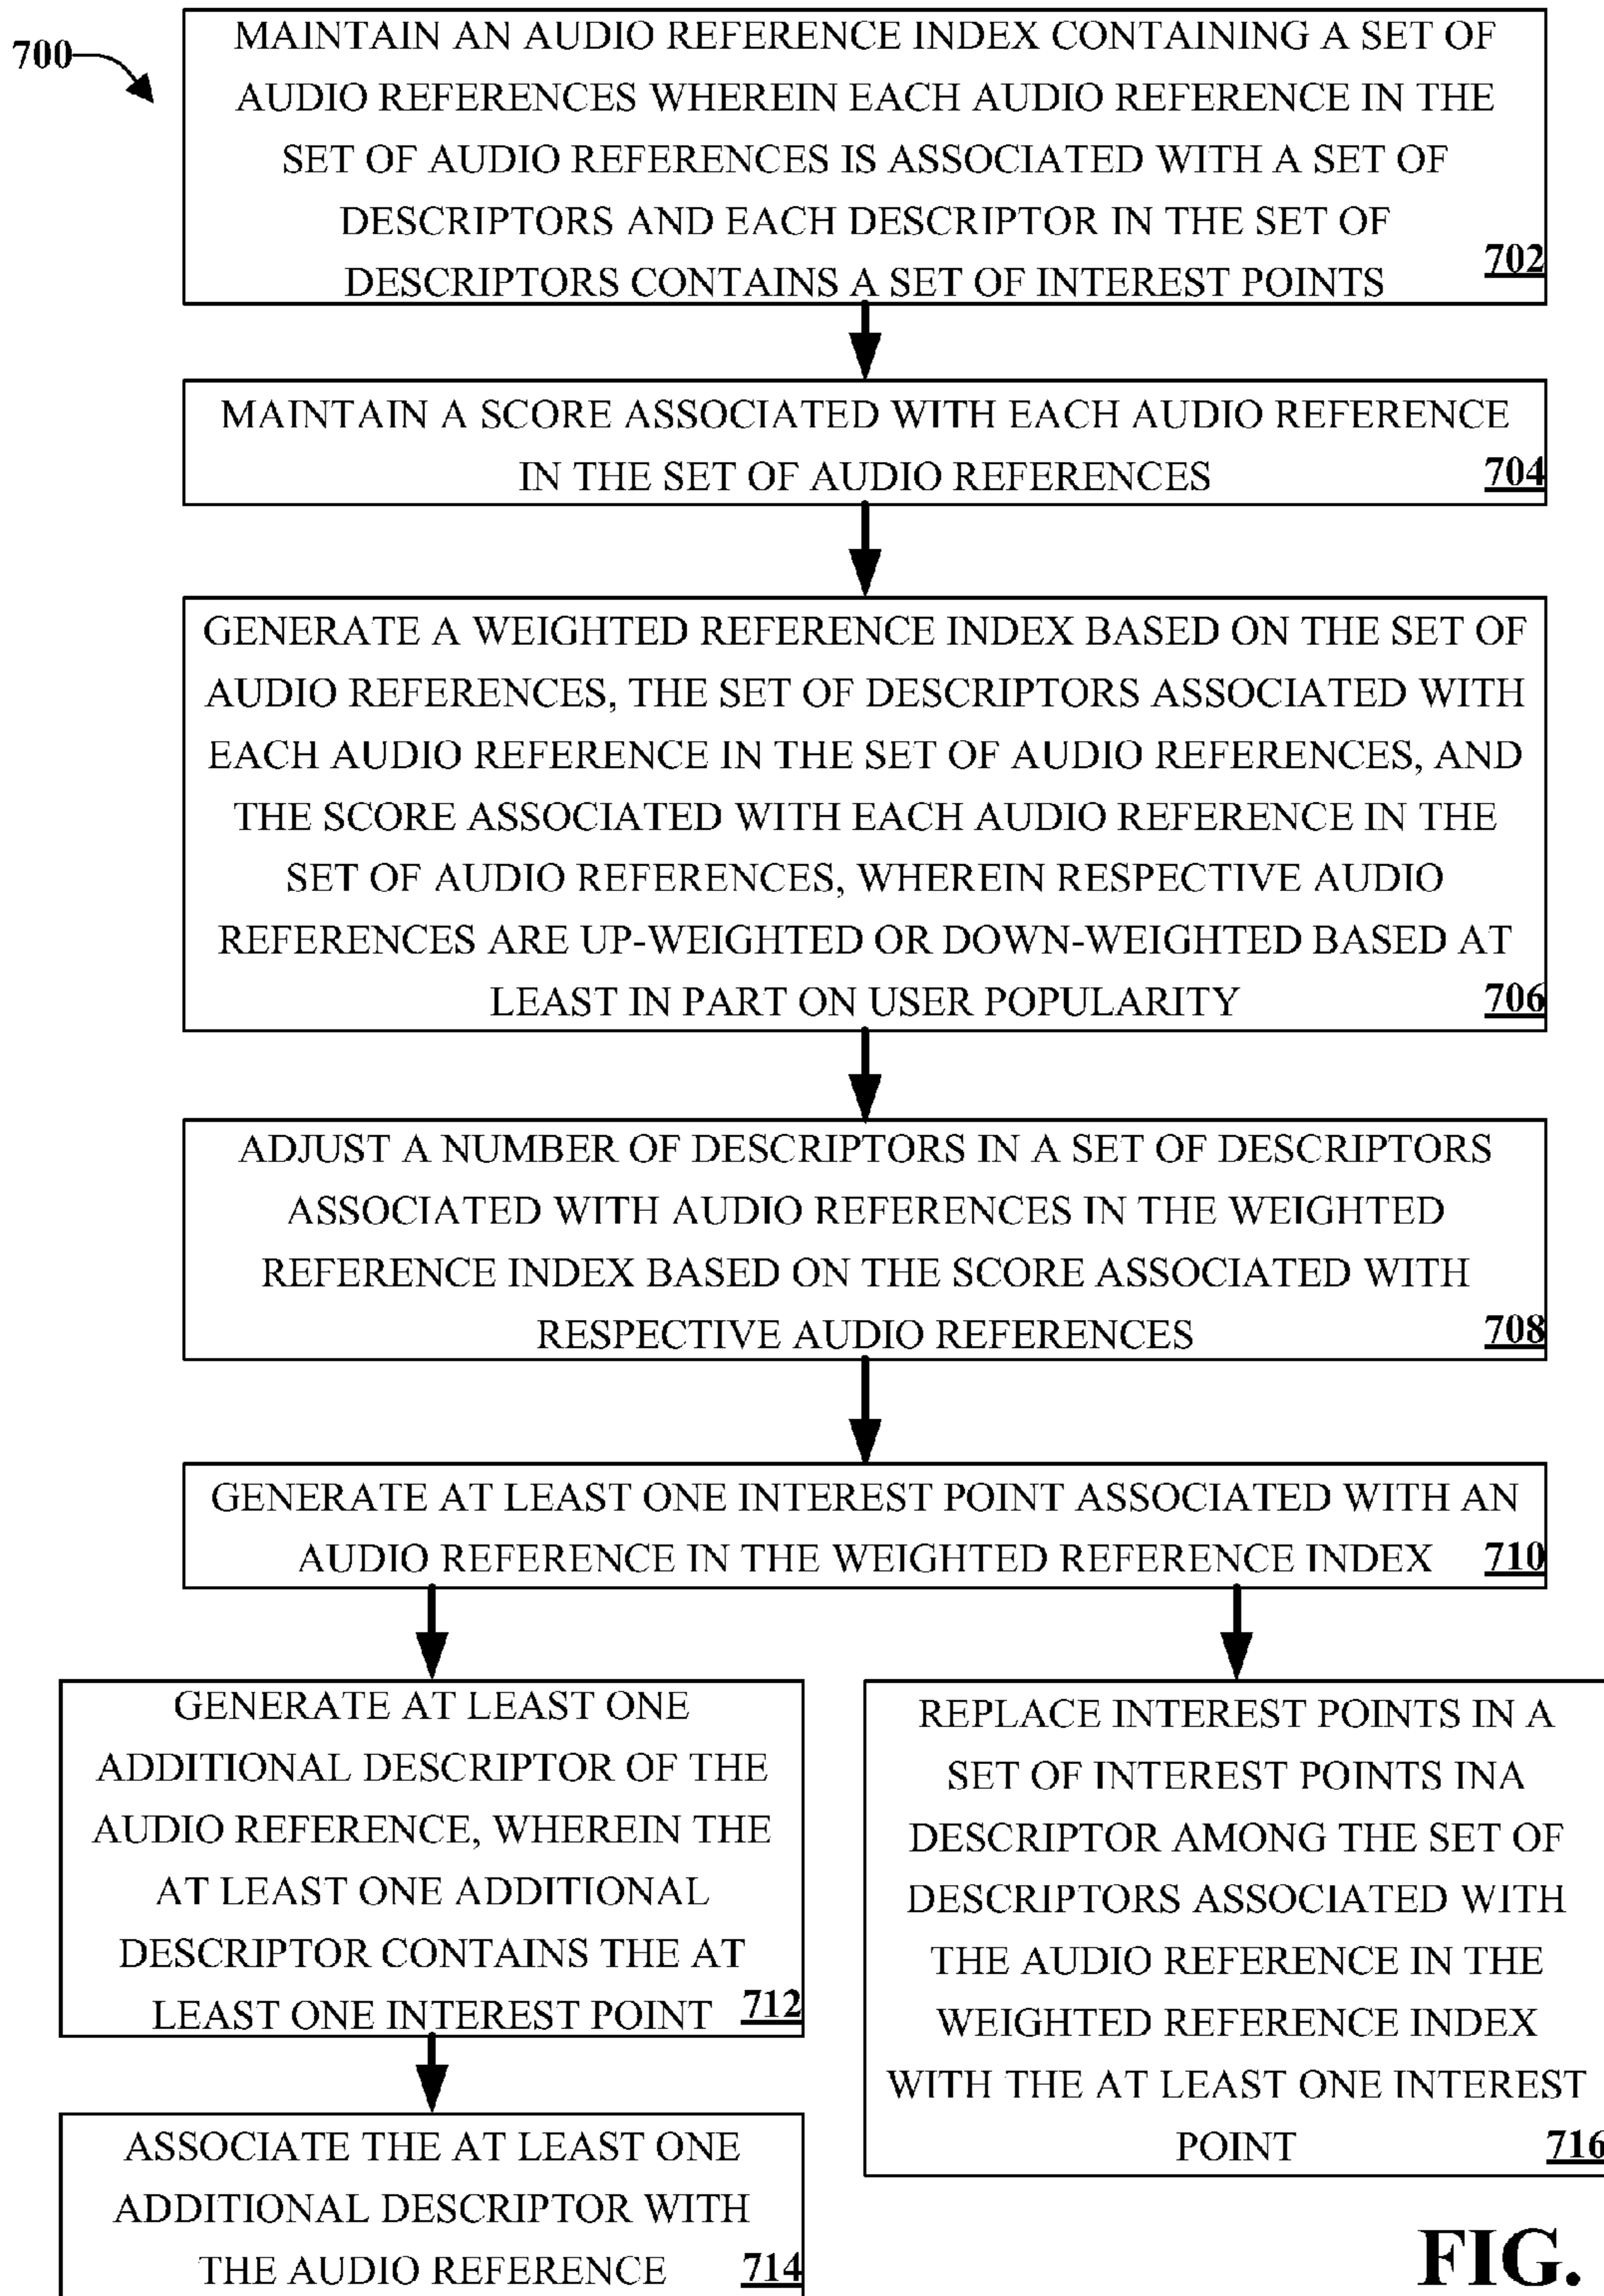 700
MAINTAIN AN AUDIO REFERENCE INDEX CONTAINING A SET OF
AUDIO REFERENCES WHEREIN EACH AUDIO REFERENCE IN THE
SET OF AUDIO REFERENCES IS ASSOCIATED WITH A SET OF
DESCRIPTORS AND EACH DESCRIPTOR IN THE SET OF
DESCRIPTORS CONTAINS A SET OF INTEREST POINTS
702
MAINTAIN A SCORE ASSOCIATED WITH EACH AUDIO REFERENCE
IN THE SET OF AUDIO REFERENCES
704
GENERATE A WEIGHTED REFERENCE INDEX BASED ON THE SET OF
AUDIO REFERENCES, THE SET OF DESCRIPTORS ASSOCIATED WITH
EACH AUDIO REFERENCE IN THE SET OF AUDIO REFERENCES, AND
THE SCORE ASSOCIATED WITH EACH AUDIO REFERENCE IN THE
SET OF AUDIO REFERENCES, WHEREIN RESPECTIVE AUDIO
REFERENCES ARE UP-WEIGHTED OR DOWN-WEIGHTED BASED AT
LEAST IN PART ON USER POPULARITY
706
ADJUST A NUMBER OF DESCRIPTORS IN A SET OF DESCRIPTORS
ASSOCIATED WITH AUDIO REFERENCES IN THE WEIGHTED
REFERENCE INDEX BASED ON THE SCORE ASSOCIATED WITH
RESPECTIVE AUDIO REFERENCES
708
GENERATE AT LEAST ONE INTEREST POINT ASSOCIATED WITH AN
AUDIO REFERENCE IN THE WEIGHTED REFERENCE INDEX
710
GENERATE AT LEAST ONE
ADDITIONAL DESCRIPTOR OF THE
AUDIO REFERENCE, WHEREIN THE
AT LEAST ONE ADDITIONAL
DESCRIPTOR CONTAINS THE AT
LEAST ONE INTEREST POINT
712
ASSOCIATE THE AT LEAST ONE
ADDITIONAL DESCRIPTOR WITH
THE AUDIO REFERENCE
714
REPLACE INTEREST POINTS IN A
SET OF INTEREST POINTS INA
DESCRIPTOR AMONG THE SET OF
DESCRIPTORS ASSOCIATED WITH
THE AUDIO REFERENCE IN THE
WEIGHTED REFERENCE INDEX
WITH THE AT LEAST ONE INTEREST
POINT
716
FIG.